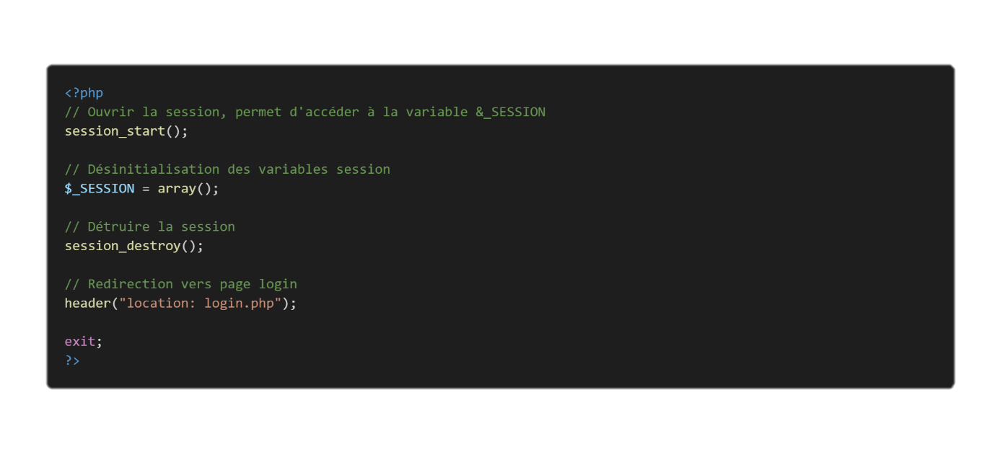 <?php
// Ouvrir la session, permet d'accéder à la variable &_SESSION
session_start();
// Désinitialisation des variables session
$_SESSION = array();
// Détruire la session
session_destroy();
// Redirection vers page login
header("location: login.php");
exit;
?>